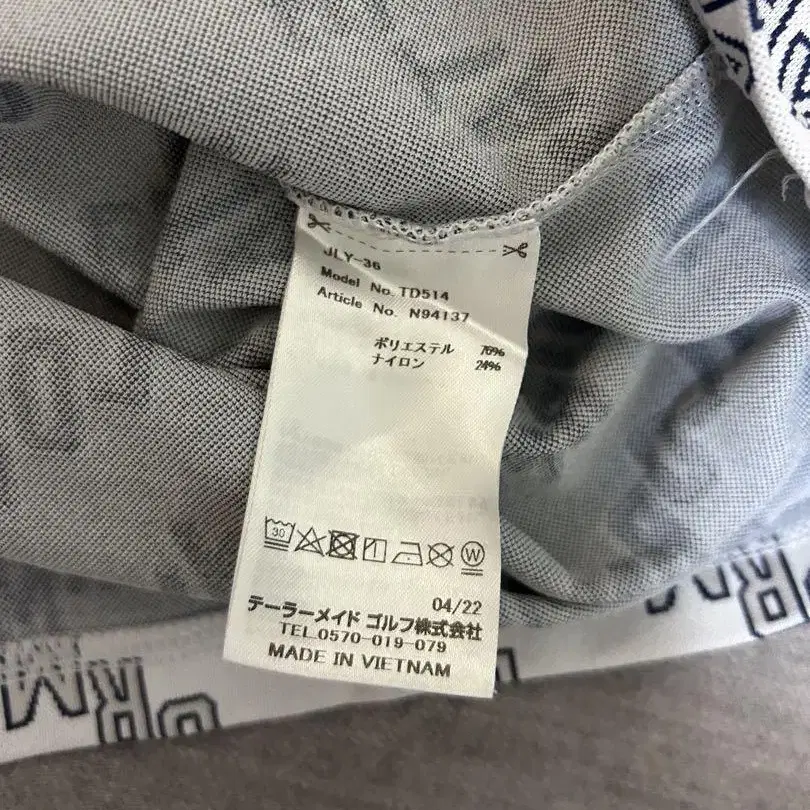 JLY-36
Model No. TD514
Article No. N94137
ポリエステル 76%
ナイロン 24%
30
W
04/22
テーラーメイド ゴルフ株式会社
TEL.0570-019-079
MADE IN VIETNAM